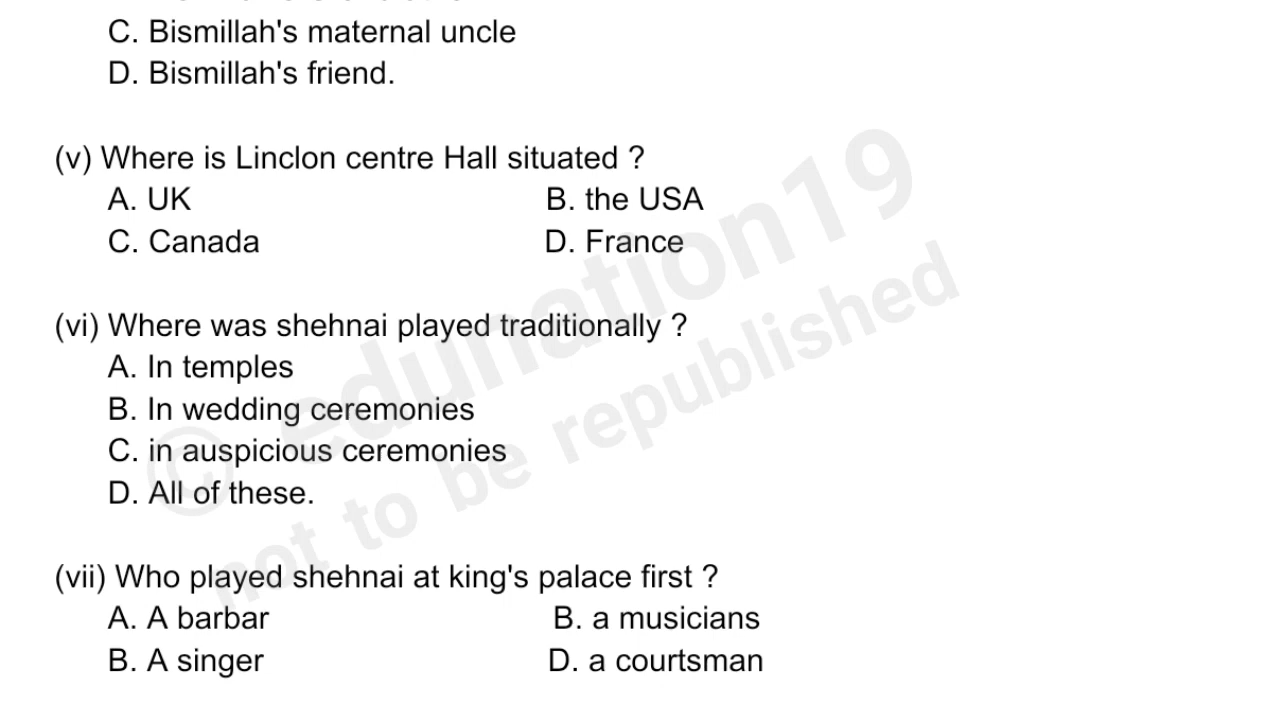 C. Bismillah's maternal uncle
D. Bismillah's friend.
(v) Where is Linclon centre Hall situated ?
A. UK B. the USA
C. Canada D. France
(vi) Where was shehnai played traditionally ?
A. In temples
B. In wedding ceremonies
C. in auspicious ceremonies
D. All of these.
(vii) Who played shehnai at king's palace first ?
A. A barbar B. a musicians
B. A singer D. a courtsman
© edunation19
not to be republished